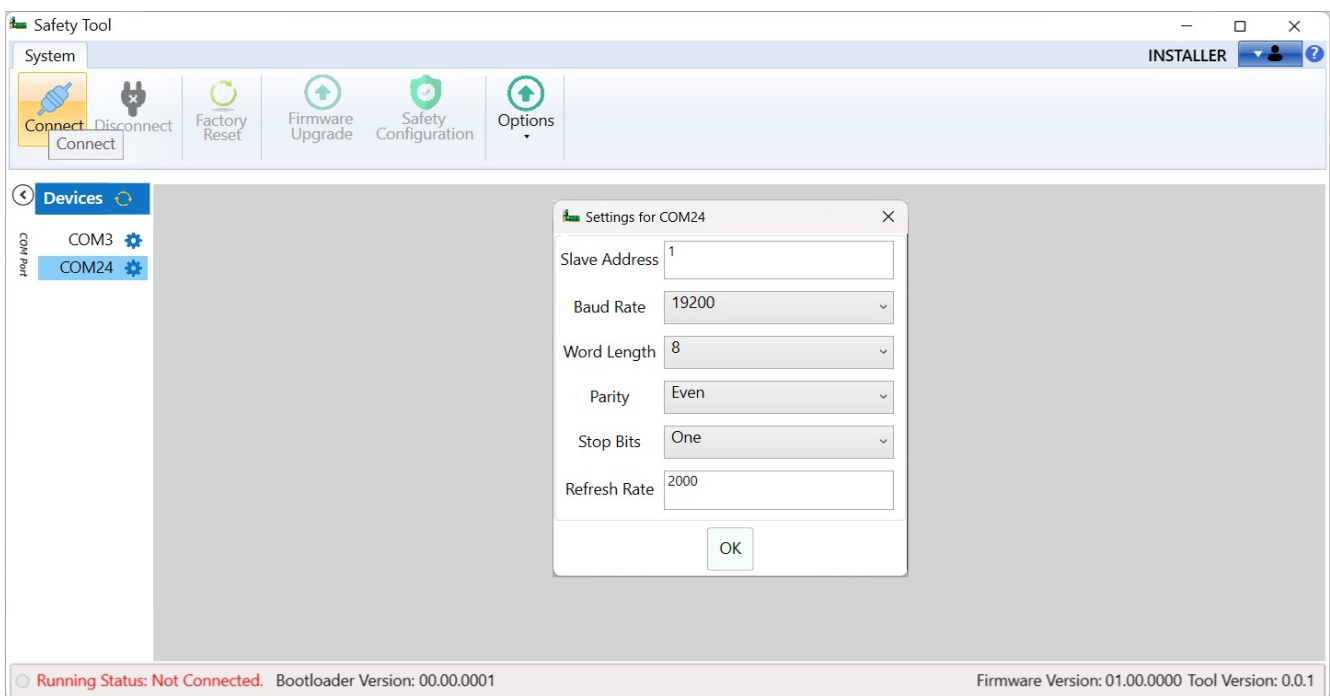 Safety Tool
System
INSTALLER
Connect
Disconnect
Factory
Reset
Firmware
Upgrade
Safety
Configuration
Options
Connect
Devices
COM Port
COM3
COM24
Settings for COM24
Slave Address 1
Baud Rate 19200
Word Length 8
Parity Even
Stop Bits One
Refresh Rate 2000
OK
Running Status: Not Connected. Bootloader Version: 00.00.0001
Firmware Version: 01.00.0000 Tool Version: 0.0.1